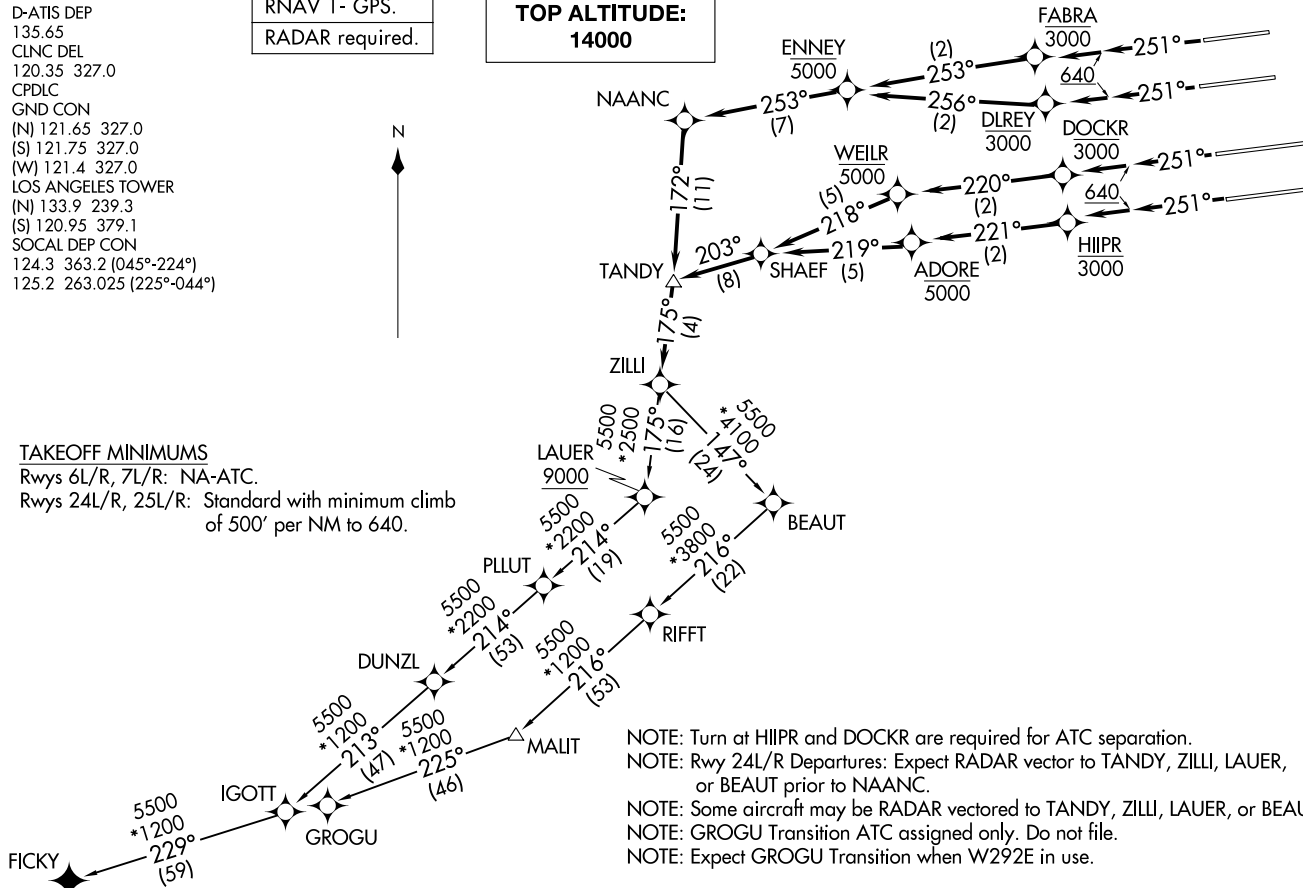 D-ATIS DEP
135.65
CLNC DEL
120.35 327.0
CPDLC
GND CON
(N) 121.65 327.0
(S) 121.75 327.0
(W) 121.4 327.0
LOS ANGELES TOWER
(N) 133.9 239.3
(S) 120.95 379.1
SOCAL DEP CON
124.3 363.2 (045°-224°)
125.2 263.025 (225°-044°)
RNAV 1- GPS.
RADAR required.
TOP ALTITUDE:
14000
N
FABRA
3000
251°
640
251°
(2)
253°
ENNEY
5000
256°
(2)
DLREY
3000
NAANC
253°
(7)
DOCKR
3000
251°
640
251°
WEILR
5000
220°
(2)
HIIPR
3000
221°
(2)
ADORE
5000
(5)
218°
219°
(5)
SHAEF
203°
(8)
172°
(11)
TANDY
175°
(4)
ZILLI
5500
*2500
175°
(16)
5500
*4100
147°
(24)
LAUER
9000
BEAUT
5500
*2200
214°
(19)
5500
*3800
216°
(22)
PLLUT
RIFFT
5500
*2200
214°
(53)
5500
*1200
216°
(53)
DUNZL
MALIT
5500
*1200
213°
(47)
5500
*1200
225°
(46)
IGOTT
GROGU
5500
*1200
229°
(59)
FICKY
TAKEOFF MINIMUMS
Rwys 6L/R, 7L/R: NA-ATC.
Rwys 24L/R, 25L/R: Standard with minimum climb
of 500' per NM to 640.
NOTE: Turn at HIIPR and DOCKR are required for ATC separation.
NOTE: Rwy 24L/R Departures: Expect RADAR vector to TANDY, ZILLI, LAUER,
or BEAUT prior to NAANC.
NOTE: Some aircraft may be RADAR vectored to TANDY, ZILLI, LAUER, or BEAU
NOTE: GROGU Transition ATC assigned only. Do not file.
NOTE: Expect GROGU Transition when W292E in use.